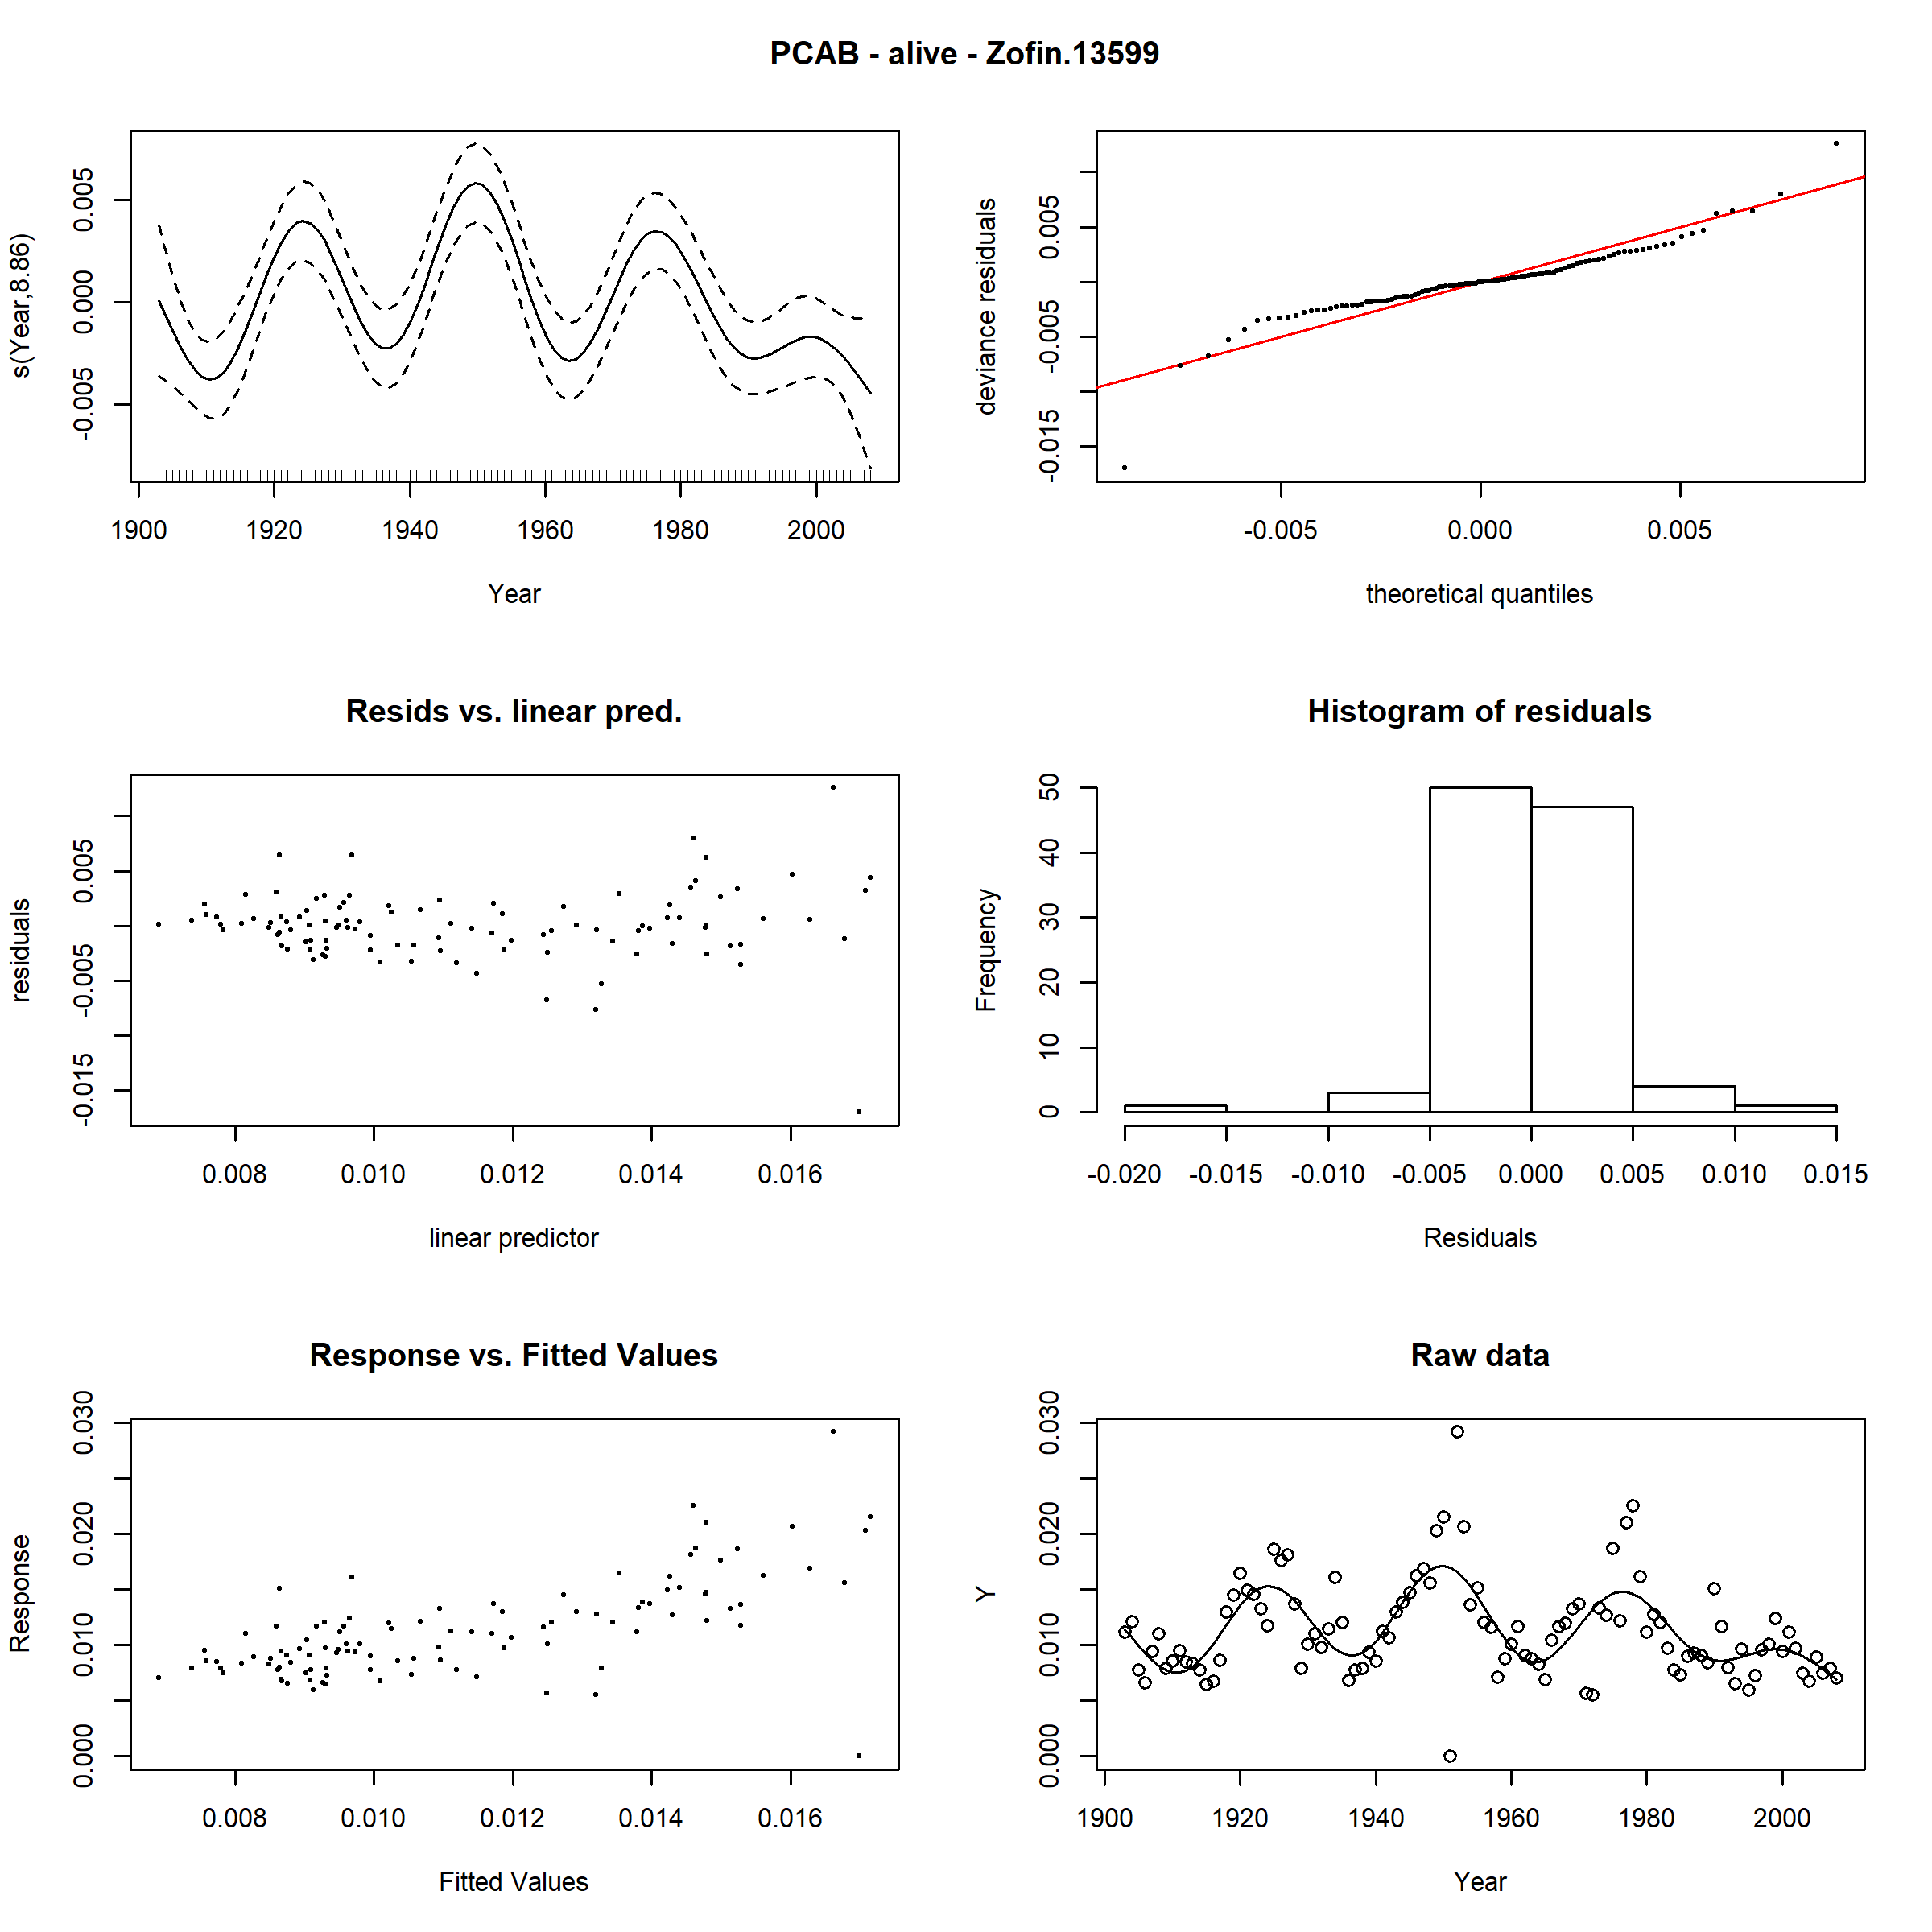 PCAB - alive - Zofin.13599
s(Year,8.86)
-0.005 0.000 0.005
1900 1920 1940 1960 1980 2000
Year
deviance residuals
-0.015 -0.005 0.005
-0.005 0.000 0.005
theoretical quantiles
Resids vs. linear pred.
residuals
-0.015 -0.005 0.005
0.008 0.010 0.012 0.014 0.016
linear predictor
Histogram of residuals
Frequency
0 10 20 30 40 50
-0.020 -0.015 -0.010 -0.005 0.000 0.005 0.010 0.015
Residuals
Response vs. Fitted Values
Response
0.000 0.010 0.020 0.030
0.008 0.010 0.012 0.014 0.016
Fitted Values
Raw data
Y
0.000 0.010 0.020 0.030
1900 1920 1940 1960 1980 2000
Year